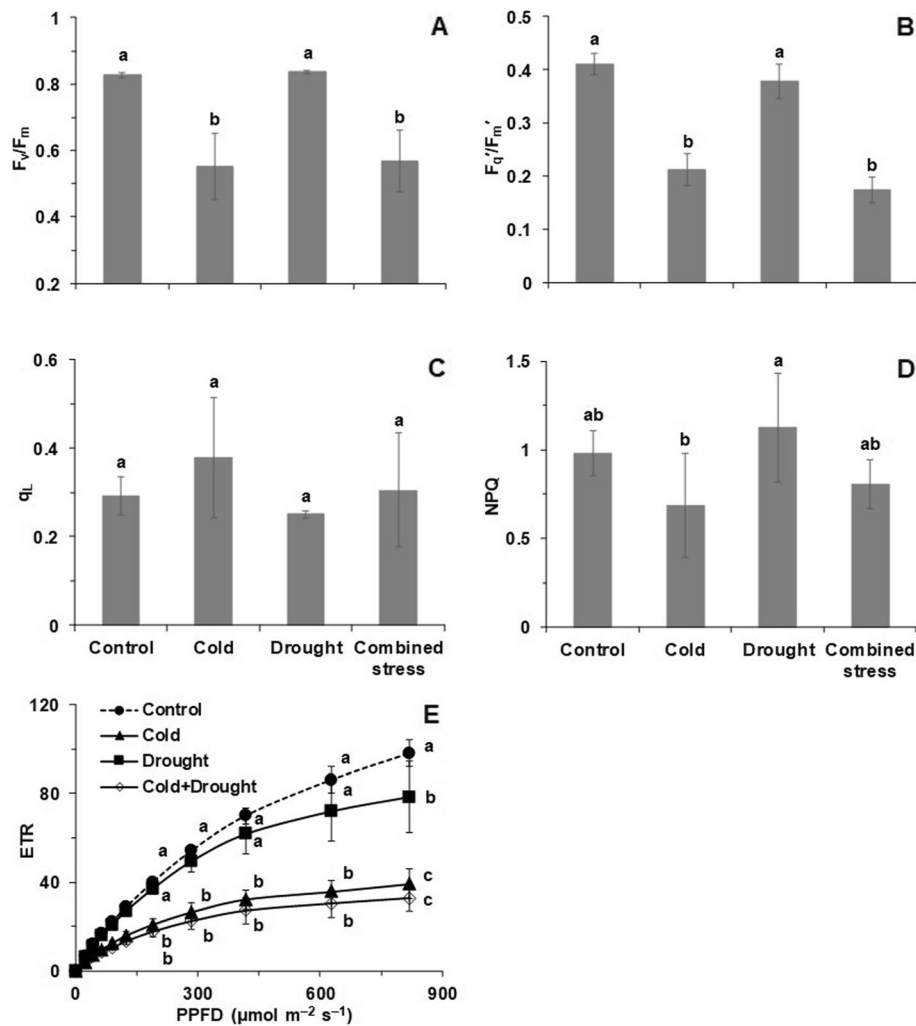 A
1
a
a
0.8
b
b
0.6
0.4
0.2
Fv/Fm
B
0.5
a
a
0.4
0.3
b
b
0.2
0.1
0
Fq'/Fm'
C
0.6
a
a
0.4
a
a
0.2
0
qL
Control Cold Drought Combined
stress
D
1.5
a
ab
ab
1
b
0.5
0
NPQ
Control Cold Drought Combined
stress
E
120
Control
Cold
Drought
Cold+Drought
a
a
80
a
b
a
a
a
a
40
a
b
b
b
b
c
c
b
b
b
b
b
0
ETR
0 300 600 900
PPFD (µmol m⁻² s⁻¹)